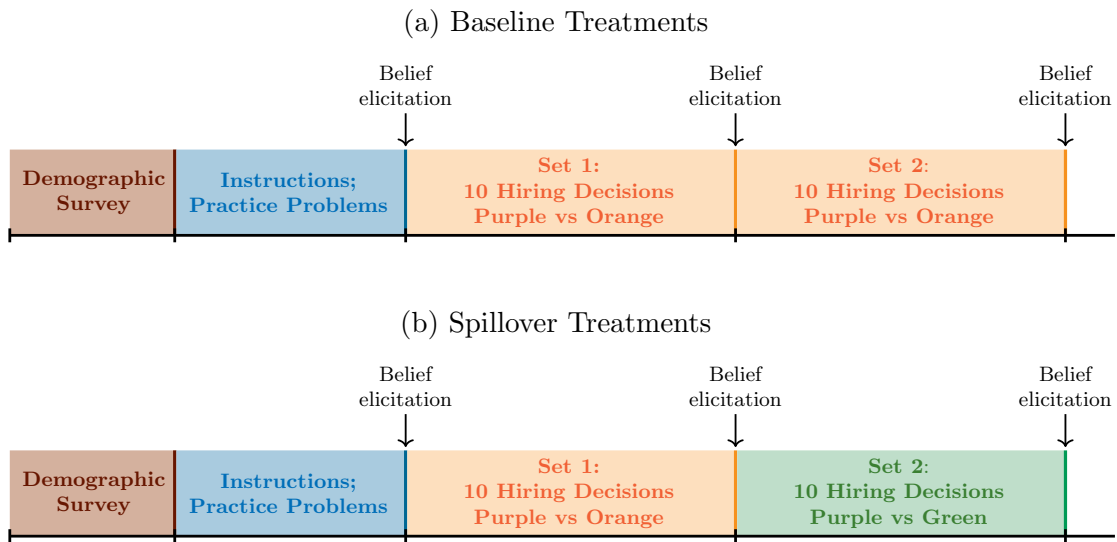 (a) Baseline Treatments
Belief
elicitation
Belief
elicitation
Belief
elicitation
Demographic
Survey
Instructions;
Practice Problems
Set 1:
10 Hiring Decisions
Purple vs Orange
Set 2:
10 Hiring Decisions
Purple vs Orange
(b) Spillover Treatments
Belief
elicitation
Belief
elicitation
Belief
elicitation
Demographic
Survey
Instructions;
Practice Problems
Set 1:
10 Hiring Decisions
Purple vs Orange
Set 2:
10 Hiring Decisions
Purple vs Green